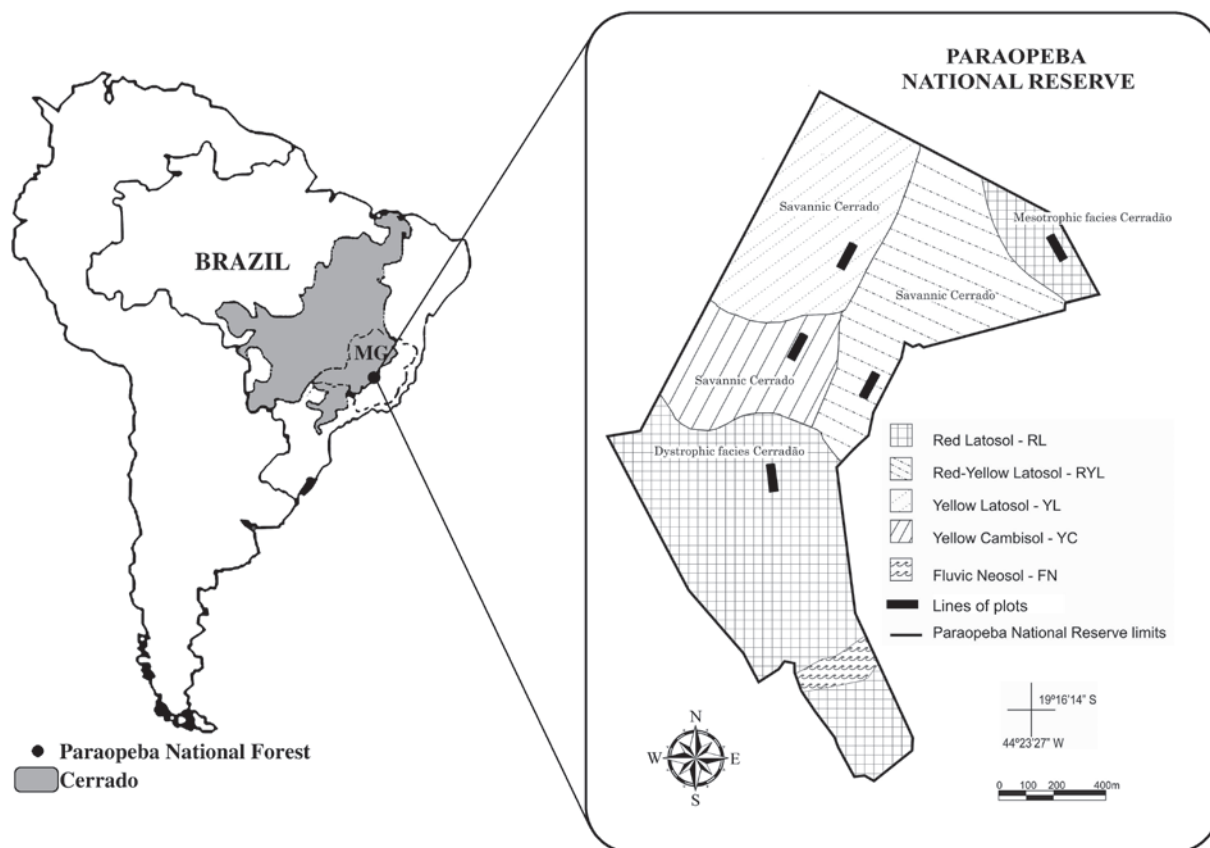 BRAZIL
MG
Paraopeba National Forest
Cerrado
PARAOPEBA
NATIONAL RESERVE
Savannic Cerrado
Mesotrophic facies Cerradão
Savannic Cerrado
Savannic Cerrado
Dystrophic facies Cerradão
Red Latosol - RL
Red-Yellow Latosol - RYL
Yellow Latosol - YL
Yellow Cambisol - YC
Fluvic Neosol - FN
Lines of plots
Paraopeba National Reserve limits
N
W E
S
19º16'14" S
44º23'27" W
0 100 200 400m